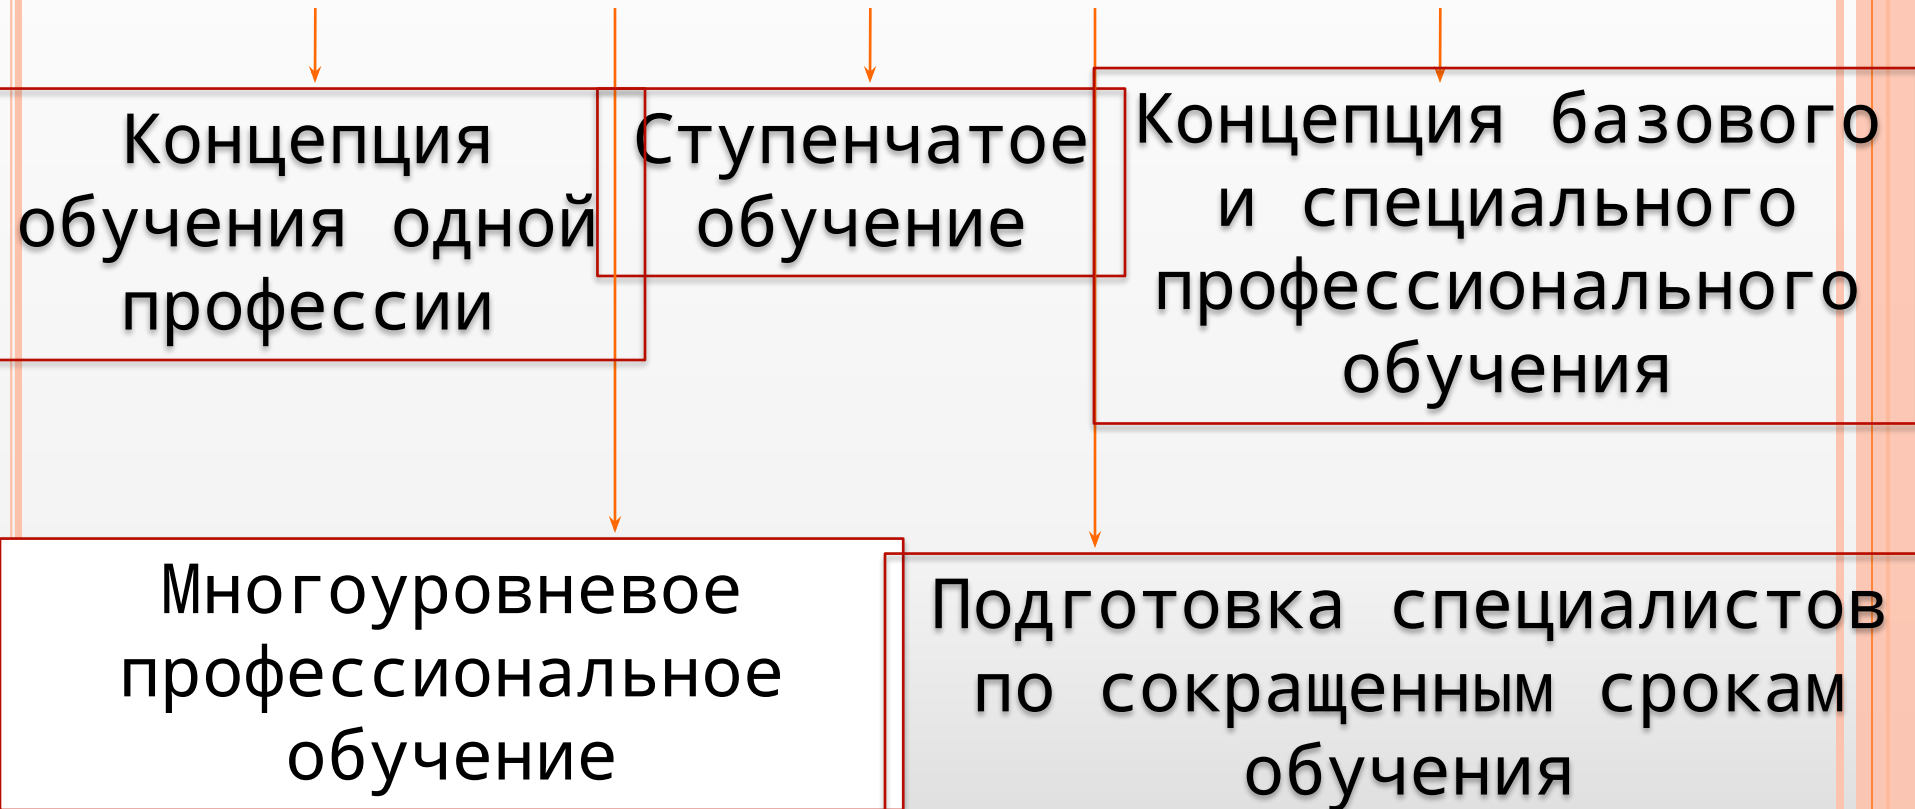 Концепция
обучения одной
профессии
Ступенчатое
обучение
Концепция базового
и специального
профессионального
обучения
Многоуровневое
профессиональное
обучение
Подготовка специалистов
по сокращенным срокам
обучения